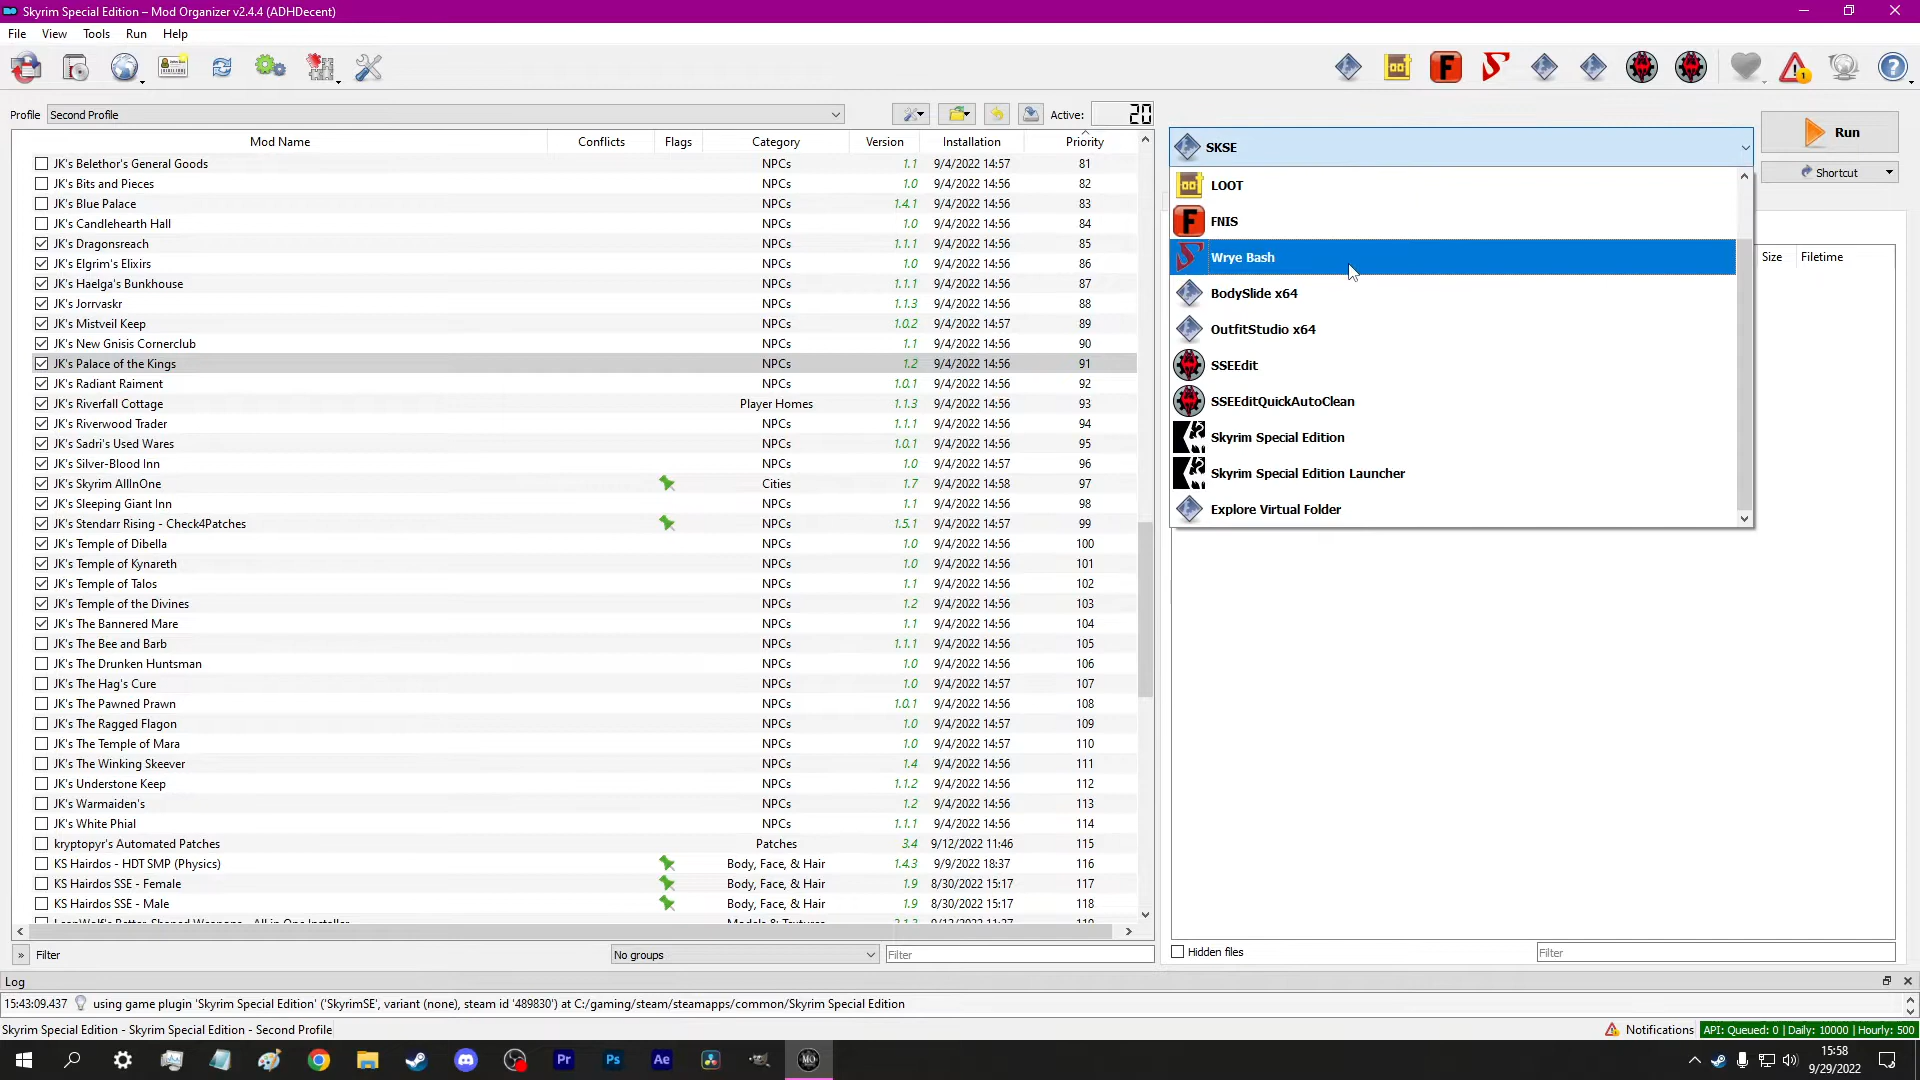 Skyrim Special Edition – Mod Organizer v2.4.4 (ADHDecent)
File View Tools Run Help
Profile Second Profile Active: 20
Mod Name Conflicts Flags Category Version Installation Priority
JK's Belethor's General Goods NPCs 1.1 9/4/2022 14:57 81
JK's Bits and Pieces NPCs 1.0 9/4/2022 14:56 82
JK's Blue Palace NPCs 1.4.1 9/4/2022 14:57 83
JK's Candlehearth Hall NPCs 1.0 9/4/2022 14:56 84
JK's Dragonsreach NPCs 1.1.1 9/4/2022 14:56 85
JK's Elgrim's Elixirs NPCs 1.0 9/4/2022 14:56 86
JK's Haelga's Bunkhouse NPCs 1.1.1 9/4/2022 14:56 87
JK's Jorrvaskr NPCs 1.1.3 9/4/2022 14:56 88
JK's Mistveil Keep NPCs 1.0.2 9/4/2022 14:57 89
JK's New Gnisis Cornerclub NPCs 1.1 9/4/2022 14:56 90
JK's Palace of the Kings NPCs 1.2 9/4/2022 14:56 91
JK's Radiant Raiment NPCs 1.0.1 9/4/2022 14:56 92
JK's Riverfall Cottage Player Homes 1.1.3 9/4/2022 14:56 93
JK's Riverwood Trader NPCs 1.1.1 9/4/2022 14:56 94
JK's Sadri's Used Wares NPCs 1.0.1 9/4/2022 14:56 95
JK's Silver-Blood Inn NPCs 1.0 9/4/2022 14:57 96
JK's Skyrim AllInOne Cities 1.7 9/4/2022 14:58 97
JK's Sleeping Giant Inn NPCs 1.1 9/4/2022 14:56 98
JK's Stendarr Rising - Check4Patches NPCs 1.5.1 9/4/2022 14:57 99
JK's Temple of Dibella NPCs 1.0 9/4/2022 14:56 100
JK's Temple of Kynareth NPCs 1.0 9/4/2022 14:56 101
JK's Temple of Talos NPCs 1.1 9/4/2022 14:56 102
JK's Temple of the Divines NPCs 1.2 9/4/2022 14:56 103
JK's The Bannered Mare NPCs 1.1 9/4/2022 14:56 104
JK's The Bee and Barb NPCs 1.1.1 9/4/2022 14:56 105
JK's The Drunken Huntsman NPCs 1.0 9/4/2022 14:56 106
JK's The Hag's Cure NPCs 1.0 9/4/2022 14:57 107
JK's The Pawned Prawn NPCs 1.0.1 9/4/2022 14:56 108
JK's The Ragged Flagon NPCs 1.0 9/4/2022 14:57 109
JK's The Temple of Mara NPCs 1.0 9/4/2022 14:57 110
JK's The Winking Skeever NPCs 1.4 9/4/2022 14:56 111
JK's Understone Keep NPCs 1.1.2 9/4/2022 14:56 112
JK's Warmaiden's NPCs 1.2 9/4/2022 14:56 113
JK's White Phial NPCs 1.1.1 9/4/2022 14:56 114
kryptopyr's Automated Patches Patches 3.4 9/12/2022 11:46 115
KS Hairdos - HDT SMP (Physics) Body, Face, & Hair 1.4.3 9/9/2022 18:37 116
KS Hairdos SSE - Female Body, Face, & Hair 1.9 8/30/2022 15:17 117
KS Hairdos SSE - Male Body, Face, & Hair 1.9 8/30/2022 15:17 118
» Filter No groups Filter
SKSE
Run
Shortcut
LOOT
FNIS
Wrye Bash
Size Filetime
BodySlide x64
OutfitStudio x64
SSEEdit
SSEEditQuickAutoClean
Skyrim Special Edition
Skyrim Special Edition Launcher
Explore Virtual Folder
Hidden files Filter
Log
15:43:09.437 using game plugin 'Skyrim Special Edition' ('SkyrimSE', variant (none), steam id '489830') at C:/gaming/steam/steamapps/common/Skyrim Special Edition
Skyrim Special Edition - Skyrim Special Edition - Second Profile Notifications API: Queued: 0 | Daily: 10000 | Hourly: 500
Pr Ps Ae MO
15:58
9/29/2022